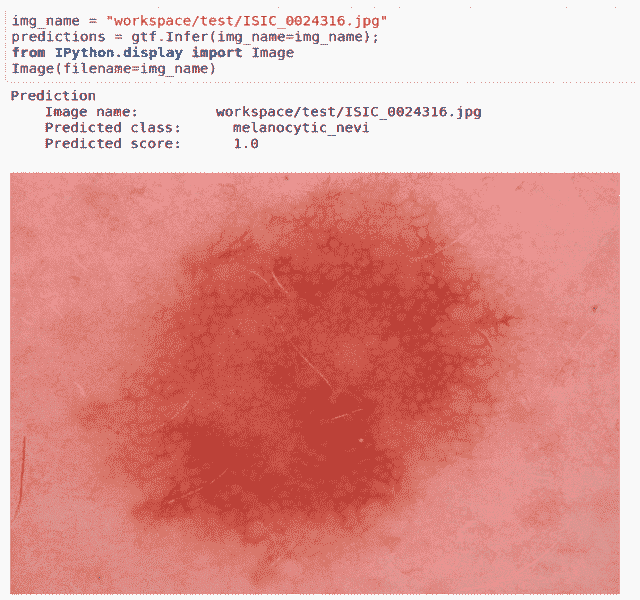 img_name = "workspace/test/ISIC_0024316.jpg"
predictions = gtf.Infer(img_name=img_name);
from IPython.display import Image
Image(filename=img_name)
Prediction
Image name: workspace/test/ISIC_0024316.jpg
Predicted class: melanocytic_nevi
Predicted score: 1.0